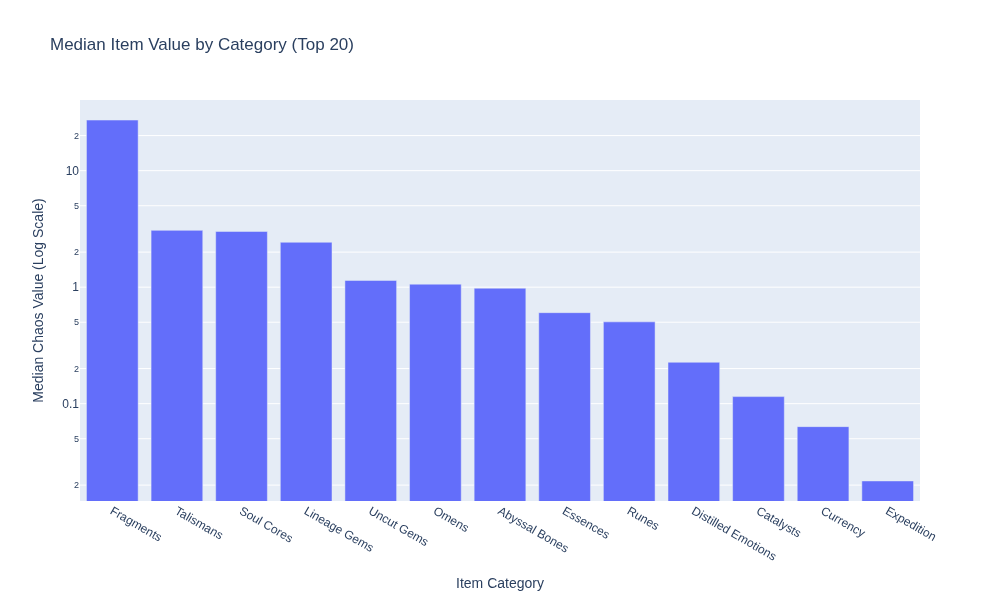 Median Item Value by Category (Top 20)
Median Chaos Value (Log Scale)
2
10
5
2
1
5
2
0.1
5
2
Fragments
Talismans
Soul Cores
Lineage Gems
Uncut Gems
Omens
Abyssal Bones
Essences
Runes
Distilled Emotions
Catalysts
Currency
Expedition
Item Category